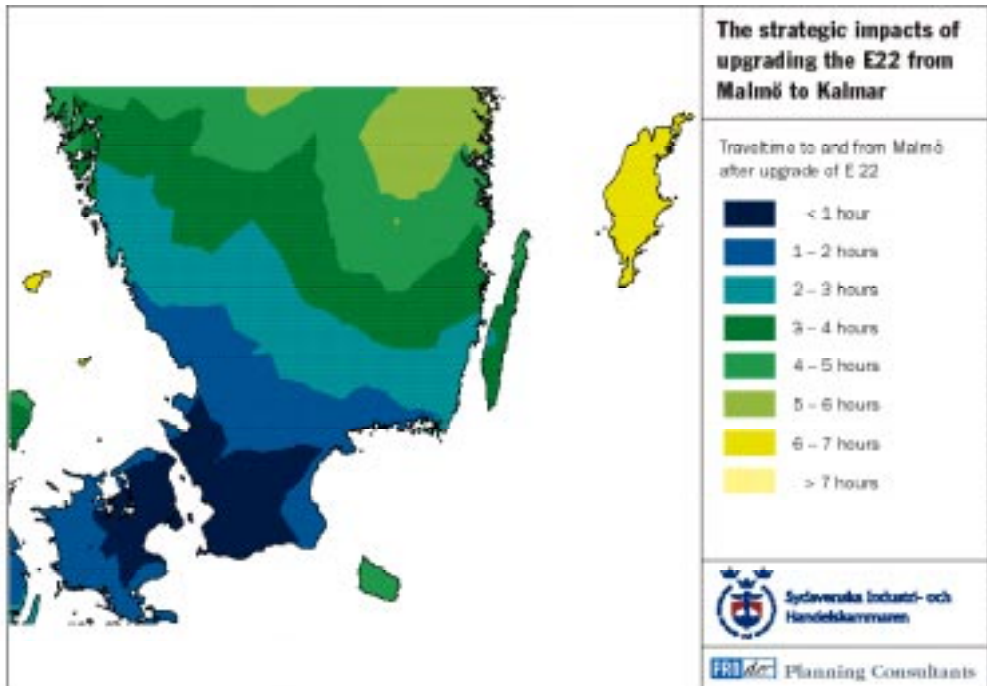 The strategic impacts of
upgrading the E22 from
Malmö to Kalmar
Traveltime to and from Malmö
after upgrade of E 22
< 1 hour
1 – 2 hours
2 – 3 hours
3 – 4 hours
4 – 5 hours
5 – 6 hours
6 – 7 hours
> 7 hours
Sydsvenska Industri- och
Handelskammaren
Planning Consultants